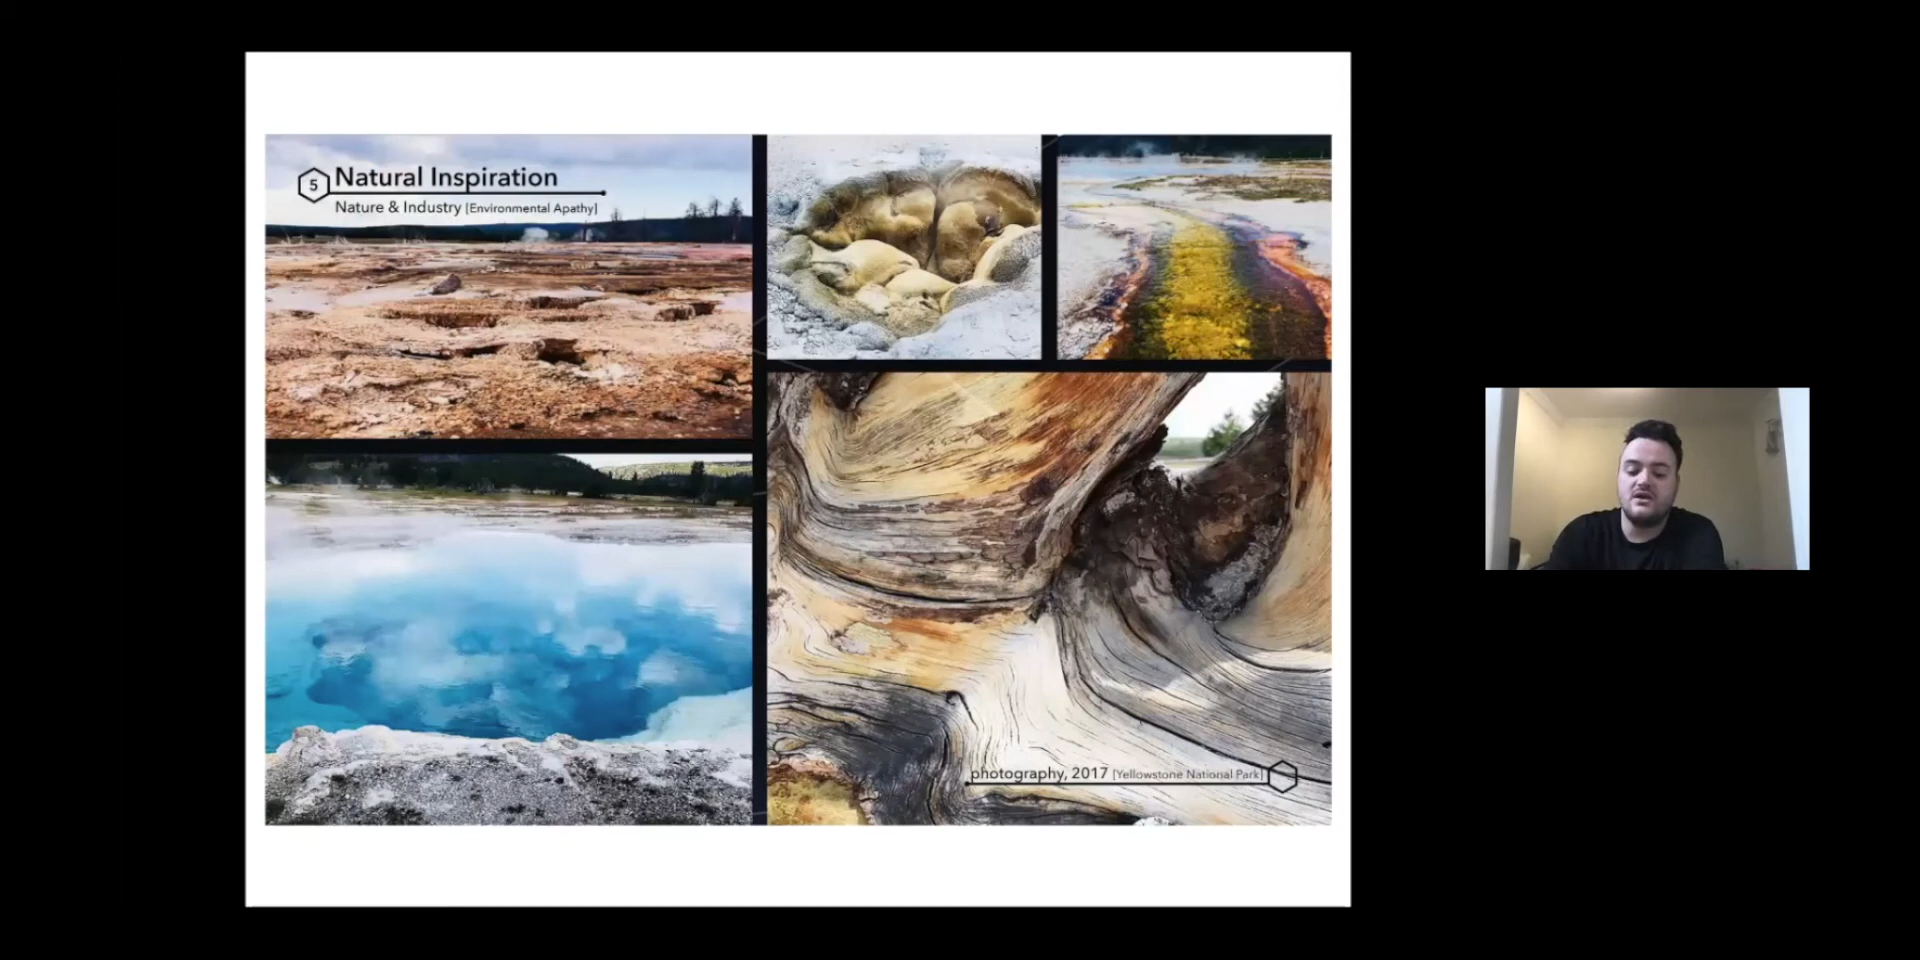 5
Natural Inspiration
Nature & Industry [Environmental Apathy]
photography, 2017 [Yellowstone National Park]